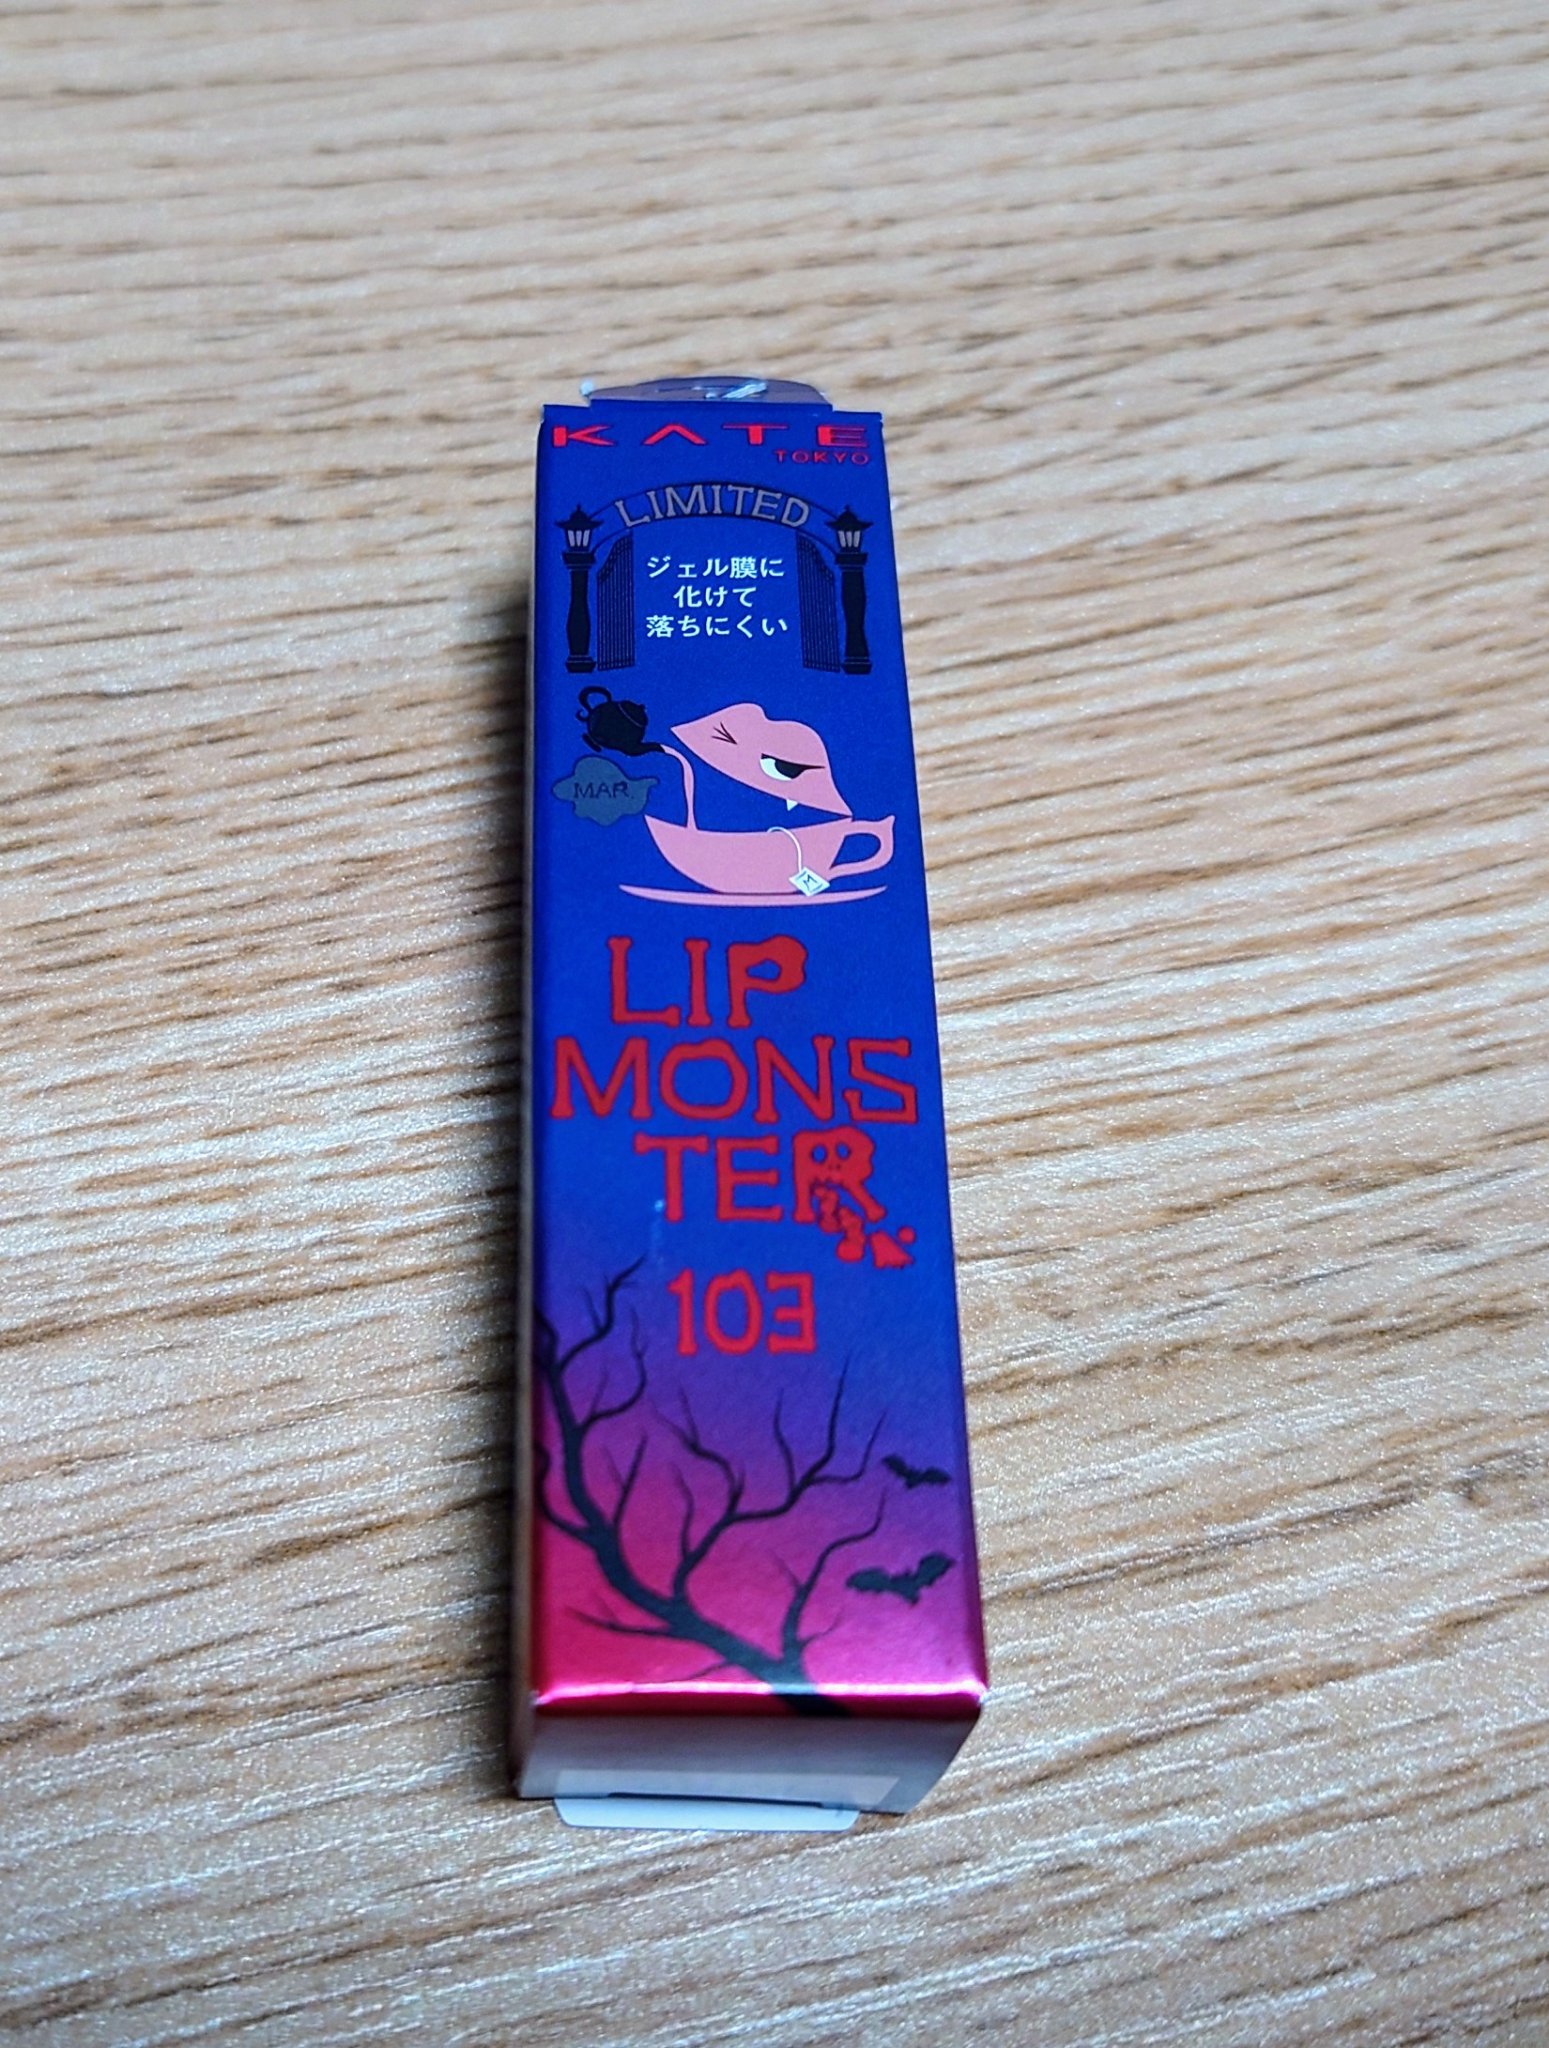 KATE
TOKYO
LIMITED
ジェル膜に
化けて
落ちにくい
MAR.
M
LIP
MONS
TER
103